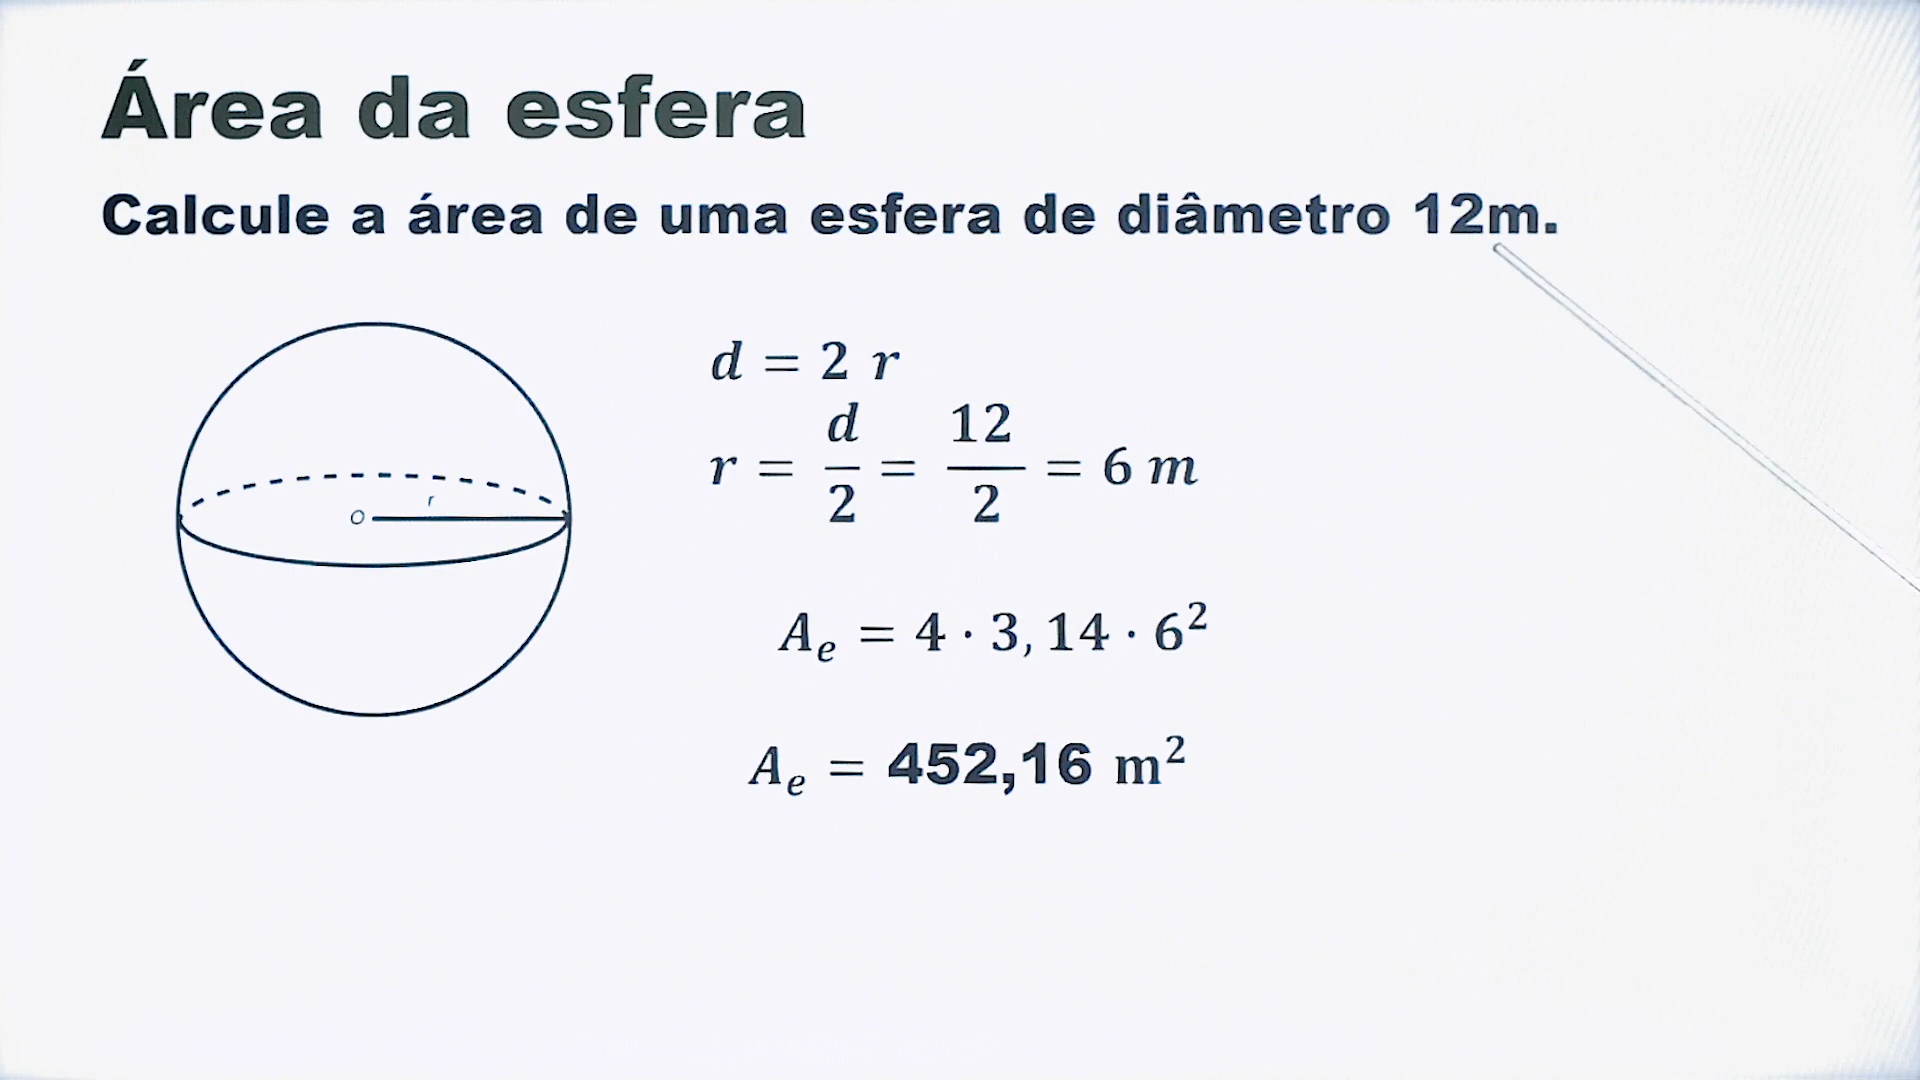 Área da esfera
Calcule a área de uma esfera de diâmetro 12m.
d = 2 r
r = d/2 = 12/2 = 6 m
O r
A_e = 4 · 3,14 · 6²
A_e = 452,16 m²